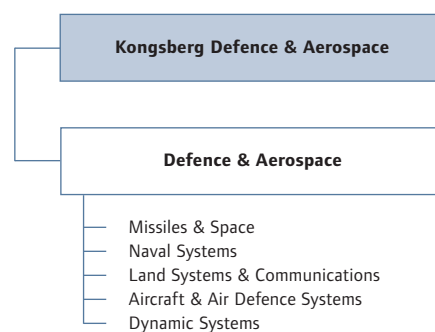 Kongsberg Defence & Aerospace
Defence & Aerospace
Missiles & Space
Naval Systems
Land Systems & Communications
Aircraft & Air Defence Systems
Dynamic Systems